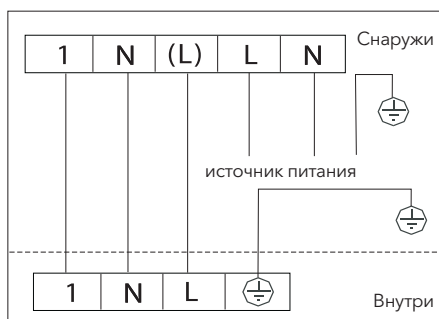 Снаружи
1 N (L) L N
источник питания
1 N L
Внутри